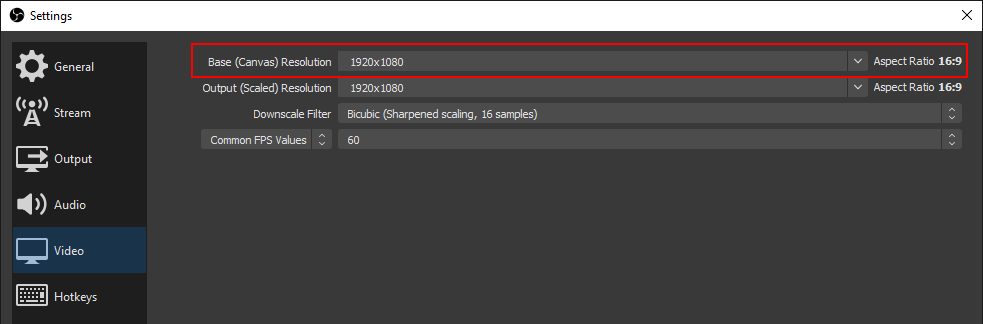 Settings
General
Stream
Output
Audio
Video
Hotkeys
Base (Canvas) Resolution 1920x1080 Aspect Ratio 16:9
Output (Scaled) Resolution 1920x1080 Aspect Ratio 16:9
Downscale Filter Bicubic (Sharpened scaling, 16 samples)
Common FPS Values 60